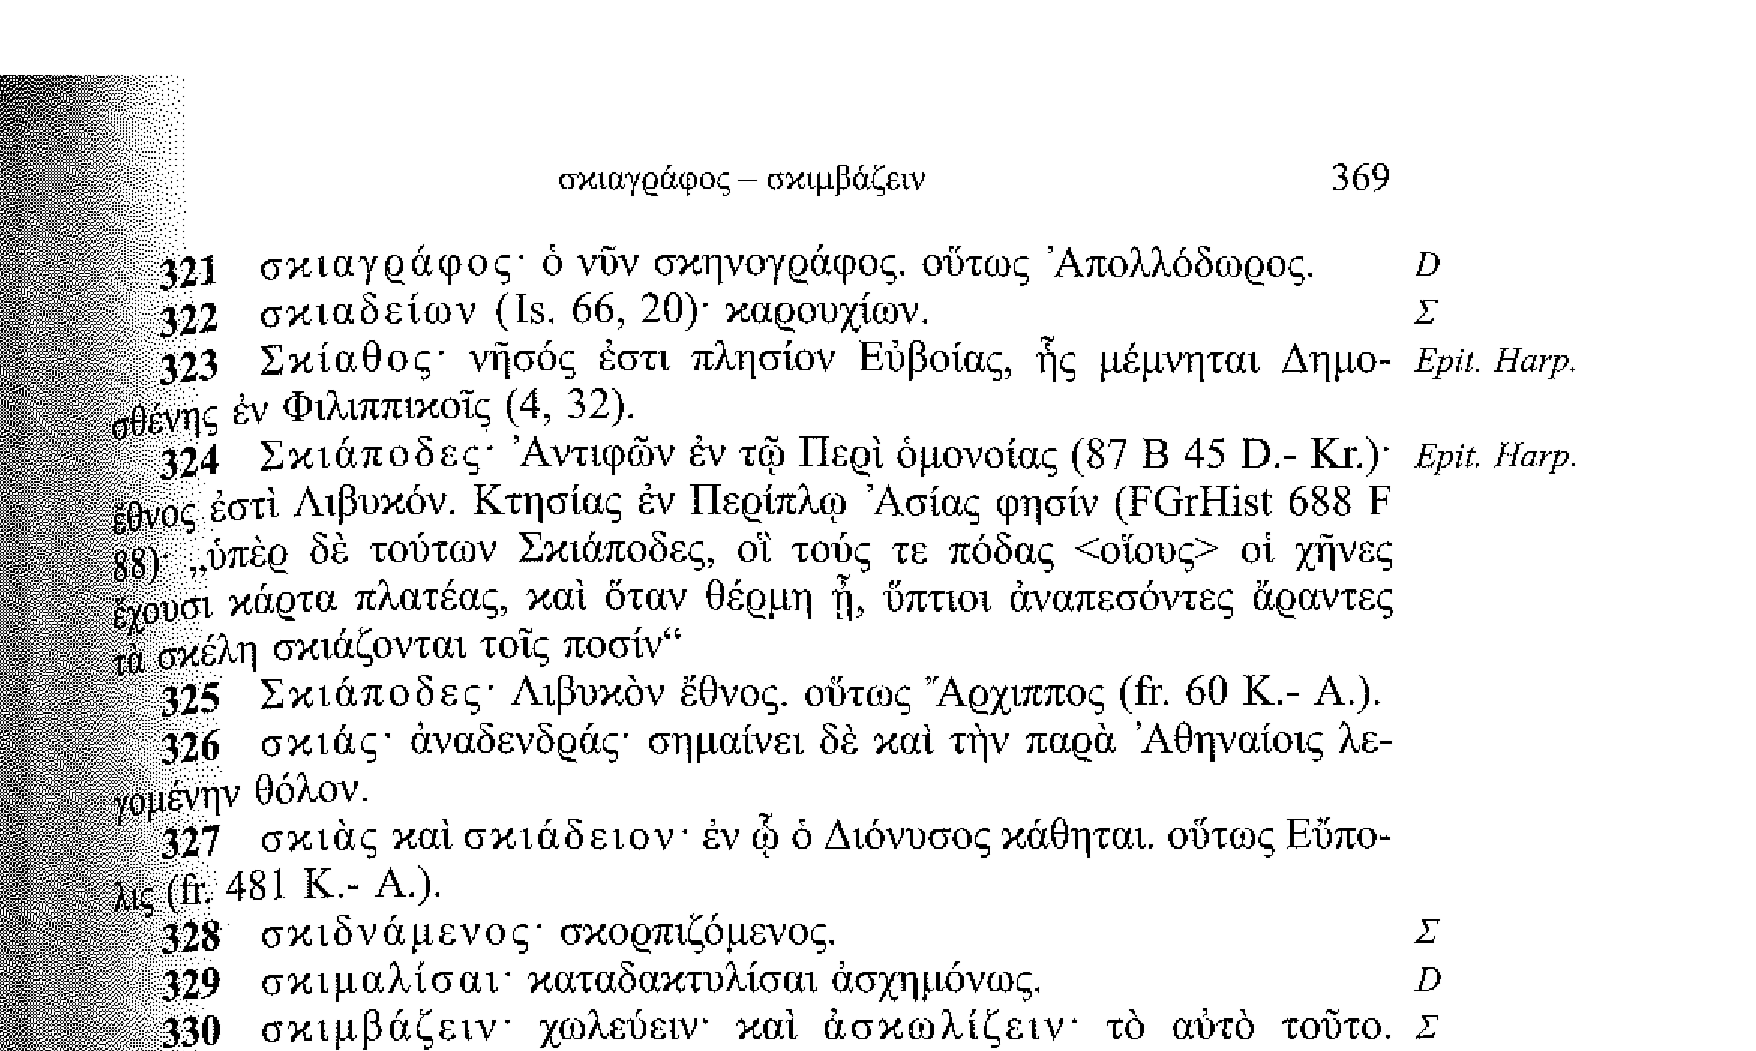 σκιαγράφος – σκιμβάζειν 369
321 σκιαγράφος· ὁ νῦν σκηνογράφος. οὕτως Ἀπολλόδωρος. D
322 σκιαδείων (Is. 66, 20)· καρουχίων. Σ
323 Σκίαθος· νῆσός ἐστι πλησίον Εὐβοίας, ἧς μέμνηται Δημο- Epit. Harp.
σθένης ἐν Φιλιππικοῖς (4, 32).
324 Σκιάποδες· Ἀντιφῶν ἐν τῷ Περὶ ὁμονοίας (87 B 45 D.- Kr.)· Epit. Harp.
ἔθνος ἐστὶ Λιβυκόν. Κτησίας ἐν Περίπλῳ Ἀσίας φησίν (FGrHist 688 F
88)· „ὑπὲρ δὲ τούτων Σκιάποδες, οἳ τούς τε πόδας <οἵους> οἱ χῆνες
ἔχουσι κάρτα πλατέας, καὶ ὅταν θέρμη ᾖ, ὕπτιοι ἀναπεσόντες ἄραντες
τὰ σκέλη σκιάζονται τοῖς ποσίν“
325 Σκιάποδες· Λιβυκὸν ἔθνος. οὕτως Ἄρχιππος (fr. 60 K.- A.).
326 σκιάς· ἀναδενδράς· σημαίνει δὲ καὶ τὴν παρὰ Ἀθηναίοις λε-
γομένην θόλον.
327 σκιὰς καὶ σκιάδειον· ἐν ᾧ ὁ Διόνυσος κάθηται. οὕτως Εὔπο-
λις (fr. 481 K.- A.).
328 σκιδνάμενος· σκορπιζόμενος. Σ
329 σκιμαλίσαι· καταδακτυλίσαι ἀσχημόνως. D
330 σκιμβάζειν· χωλεύειν· καὶ ἀσκωλίζειν· τὸ αὐτὸ τοῦτο. Σ